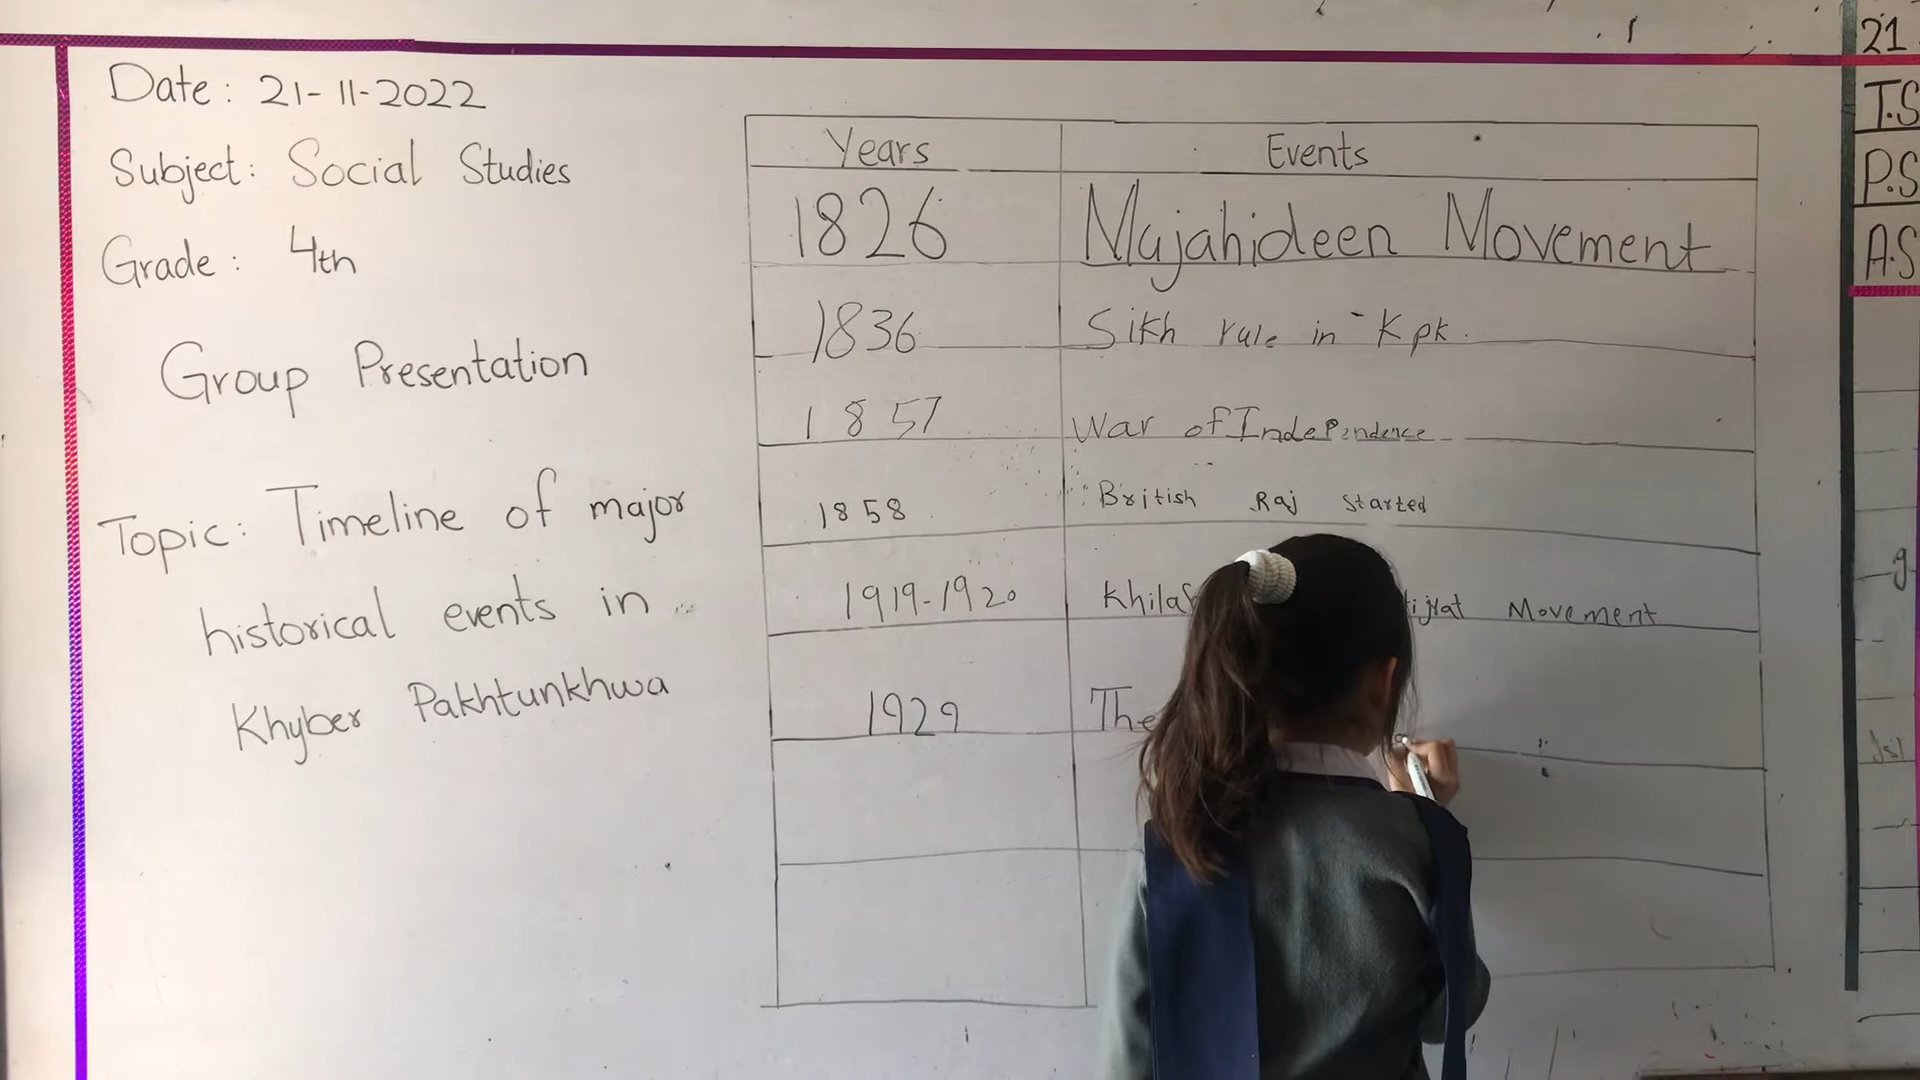 Date: 21-11-2022
Subject: Social Studies
Grade: 4th
Group Presentation
Topic: Timeline of major
historical events in
Khyber Pakhtunkhwa
Years Events
1826 Mujahideen Movement
1836 Sikh rule in Kpk.
1857 War of Independence
1858 British Raj Started
1919-1920 Khilaf ijrat Movement
1929 The
21
T.S
P.S
A.S